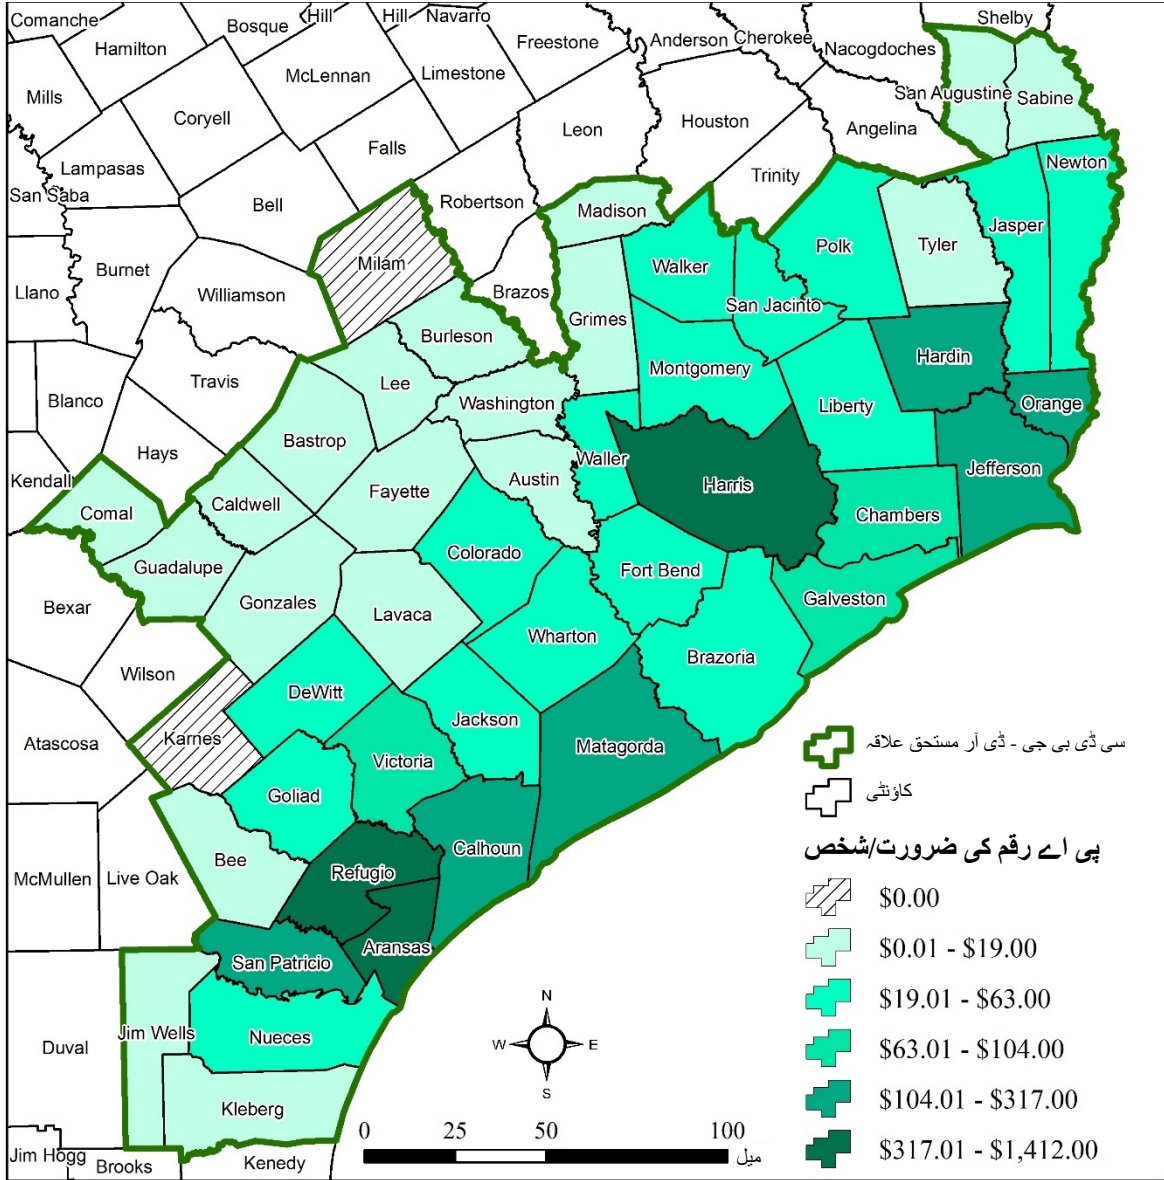 Comanche
Hill
Hill
Navarro
Shelby
Bosque
Hamilton
Freestone
Anderson
Cherokee
Nacogdoches
McLennan
Limestone
Mills
San Augustine
Sabine
Coryell
Leon
Houston
Angelina
Falls
Lampasas
Newton
Trinity
San Saba
Bell
Robertson
Madison
Jasper
Polk
Tyler
Milam
Walker
Burnet
Llano
Williamson
Brazos
San Jacinto
Grimes
Burleson
Hardin
Montgomery
Travis
Lee
Blanco
Washington
Liberty
Orange
Bastrop
Hays
Waller
Jefferson
Kendall
Austin
Fayette
Harris
Caldwell
Comal
Chambers
Colorado
Guadalupe
Fort Bend
Gonzales
Galveston
Bexar
Lavaca
Wharton
Brazoria
Wilson
DeWitt
Jackson
Karnes
Atascosa
Matagorda
Victoria
Goliad
Calhoun
Bee
Refugio
McMullen
Live Oak
Aransas
San Patricio
Jim Wells
Nueces
Duval
Kleberg
Jim Hogg
Brooks
Kenedy
سی ڈی بی جی - ڈی آر مستحق علاقہ
کاؤنٹی
پی اے رقم کی ضرورت/شخص
$0.00
$0.01 - $19.00
$19.01 - $63.00
$63.01 - $104.00
$104.01 - $317.00
$317.01 - $1,412.00
N
W
E
S
0 25 50 100
میل